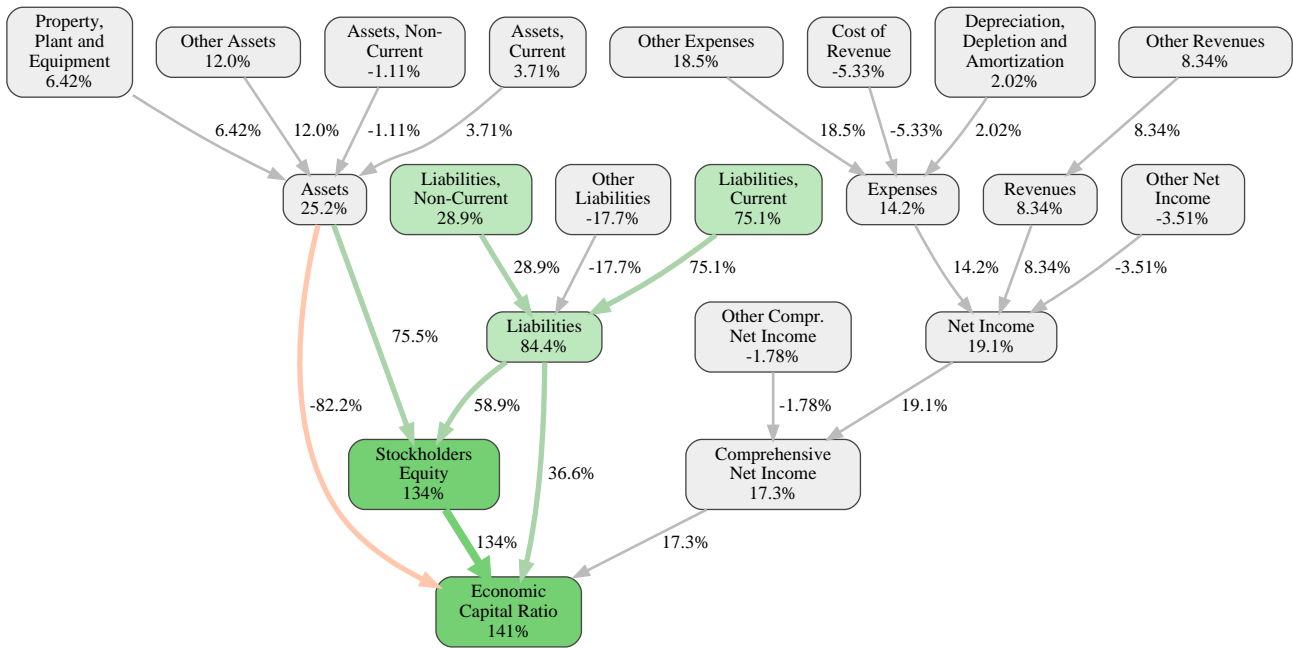 Property,
Plant and
Equipment
6.42%
Other Assets
12.0%
Assets, Non-
Current
-1.11%
Assets,
Current
3.71%
Other Expenses
18.5%
Cost of
Revenue
-5.33%
Depreciation,
Depletion and
Amortization
2.02%
Other Revenues
8.34%
6.42%
12.0%
-1.11%
3.71%
18.5%
-5.33%
2.02%
8.34%
Assets
25.2%
Liabilities,
Non-Current
28.9%
Other
Liabilities
-17.7%
Liabilities,
Current
75.1%
Expenses
14.2%
Revenues
8.34%
Other Net
Income
-3.51%
28.9%
-17.7%
75.1%
14.2%
8.34%
-3.51%
75.5%
Liabilities
84.4%
Other Compr.
Net Income
-1.78%
Net Income
19.1%
-82.2%
58.9%
-1.78%
19.1%
Stockholders
Equity
134%
36.6%
Comprehensive
Net Income
17.3%
134%
17.3%
Economic
Capital Ratio
141%